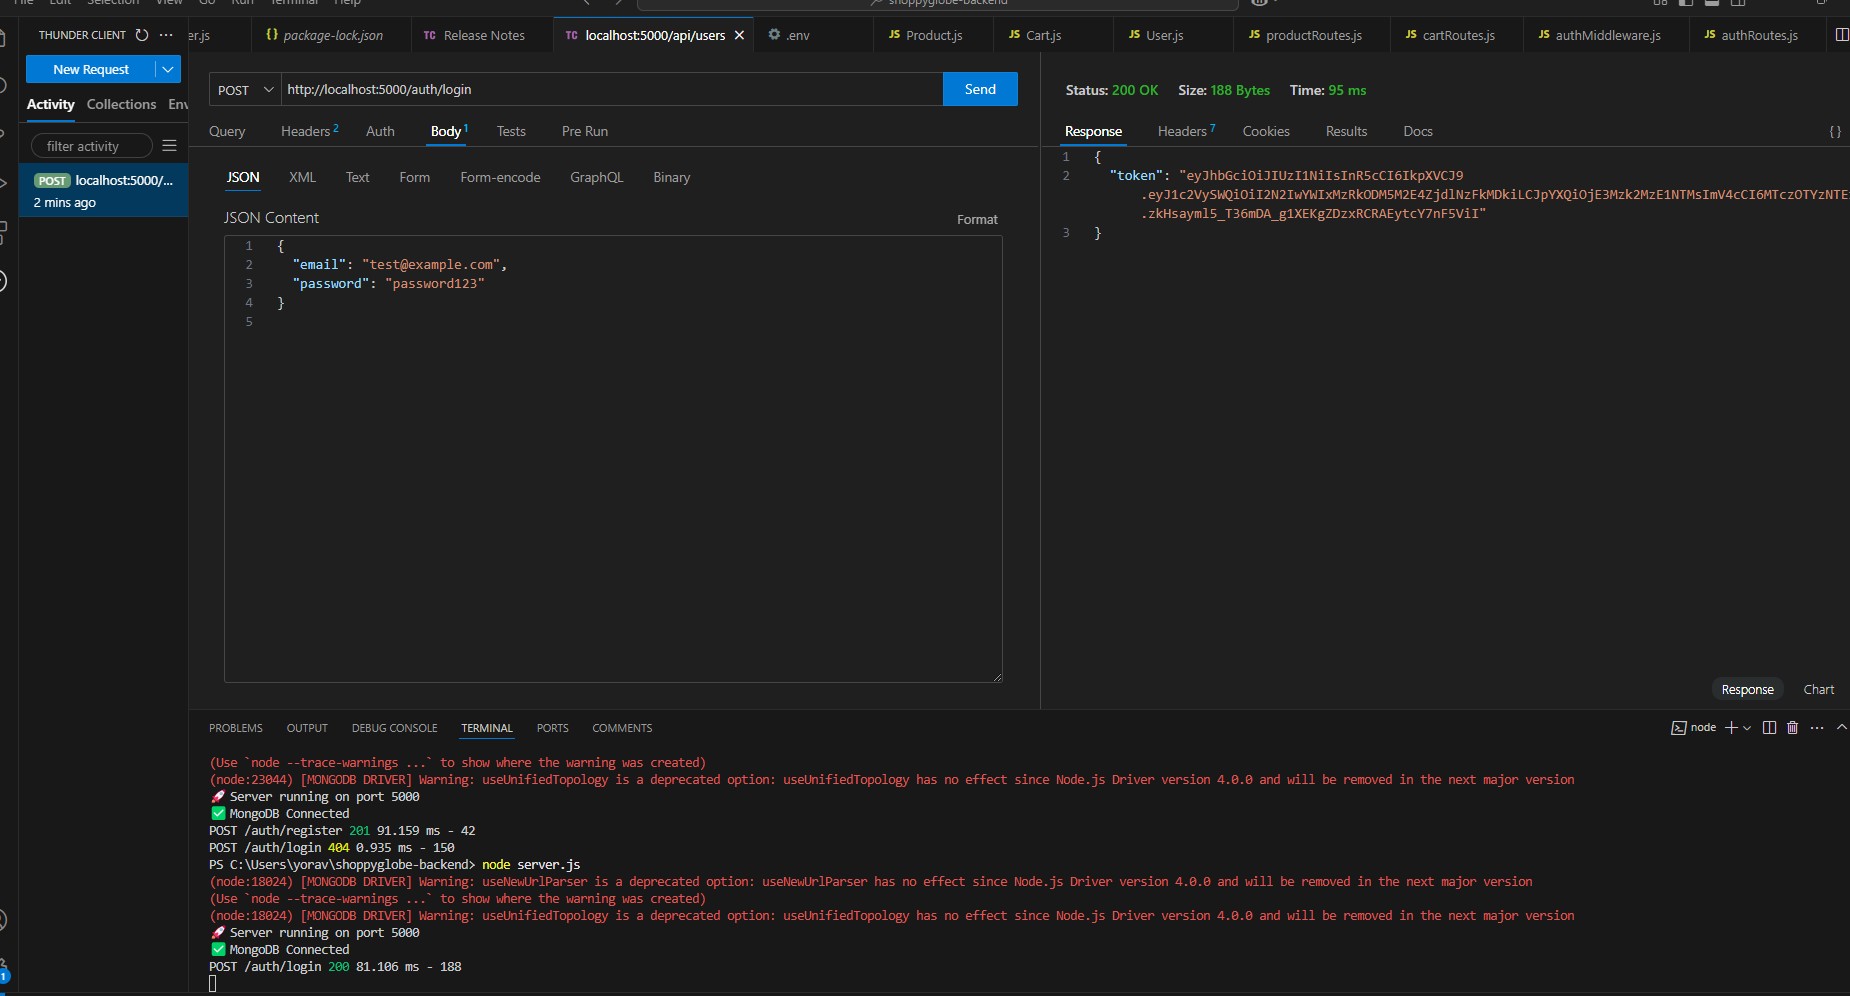 File Edit Selection View Go Run Terminal Help
shoppyglobe-backend
THUNDER CLIENT
er.js
{} package-lock.json
TC Release Notes
TC localhost:5000/api/users
.env
JS Product.js
JS Cart.js
JS User.js
JS productRoutes.js
JS cartRoutes.js
JS authMiddleware.js
JS authRoutes.js
New Request
Activity Collections Env
filter activity
POST localhost:5000/...
2 mins ago
POST http://localhost:5000/auth/login Send
Query Headers 2 Auth Body 1 Tests Pre Run
JSON XML Text Form Form-encode GraphQL Binary
JSON Content
Format
1 {
2 "email": "test@example.com",
3 "password": "password123"
4 }
5
Status: 200 OK Size: 188 Bytes Time: 95 ms
Response Headers 7 Cookies Results Docs {}
1 {
2 "token": "eyJhbGciOiJIUzI1NiIsInR5cCI6IkpXVCJ9
.zkHsayml5_T36mDA_g1XEKgZDzxRCRAEytcY7nF5ViI"
3 }
Response Chart
PROBLEMS OUTPUT DEBUG CONSOLE TERMINAL PORTS COMMENTS
node
(Use `node --trace-warnings ...` to show where the warning was created)
(node:23044) [MONGODB DRIVER] Warning: useUnifiedTopology is a deprecated option: useUnifiedTopology has no effect since Node.js Driver version 4.0.0 and will be removed in the next major version
🚀 Server running on port 5000
✅ MongoDB Connected
POST /auth/register 201 91.159 ms - 42
POST /auth/login 404 0.935 ms - 150
PS C:\Users\yorav\shoppyglobe-backend> node server.js
(node:18024) [MONGODB DRIVER] Warning: useNewUrlParser is a deprecated option: useNewUrlParser has no effect since Node.js Driver version 4.0.0 and will be removed in the next major version
(Use `node --trace-warnings ...` to show where the warning was created)
(node:18024) [MONGODB DRIVER] Warning: useUnifiedTopology is a deprecated option: useUnifiedTopology has no effect since Node.js Driver version 4.0.0 and will be removed in the next major version
🚀 Server running on port 5000
✅ MongoDB Connected
POST /auth/login 200 81.106 ms - 188
1